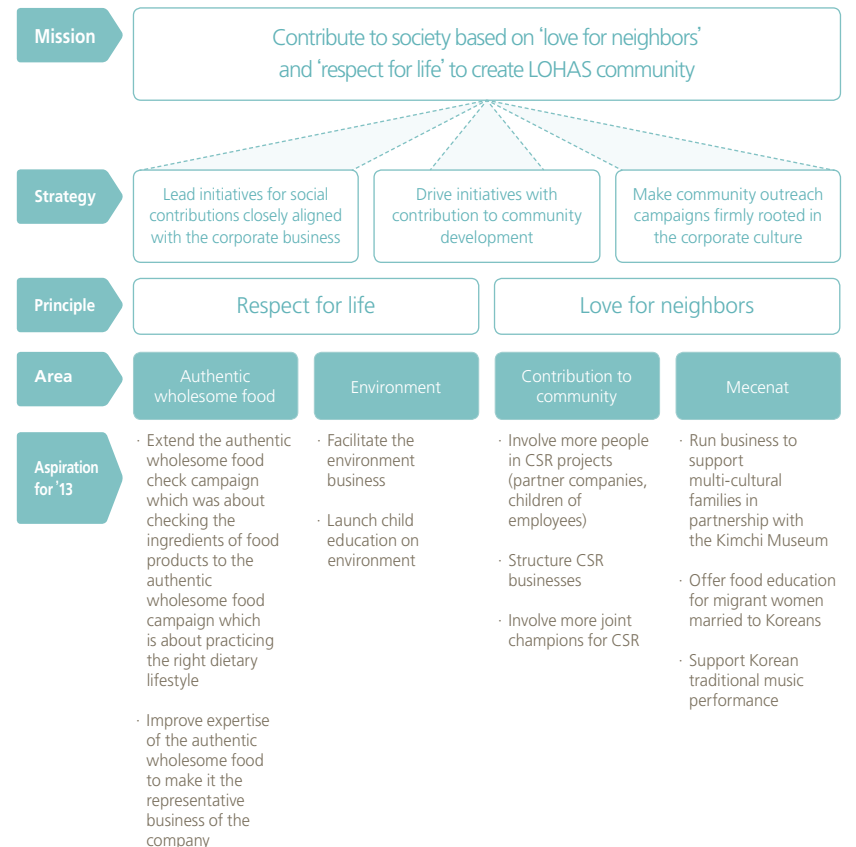 Mission
Contribute to society based on ‘love for neighbors’
and ‘respect for life’ to create LOHAS community
Strategy
Lead initiatives for social
contributions closely aligned
with the corporate business
Drive initiatives with
contribution to community
development
Make community outreach
campaigns firmly rooted in
the corporate culture
Principle
Respect for life
Love for neighbors
Area
Authentic
wholesome food
Environment
Contribution to
community
Mecenat
Aspiration
for ’13
· Extend the authentic
wholesome food
check campaign
which was about
checking the
ingredients of food
products to the
authentic
wholesome food
campaign which
is about practicing
the right dietary
lifestyle
· Improve expertise
of the authentic
wholesome food
to make it the
representative
business of the
company
· Facilitate the
environment
business
· Launch child
education on
environment
· Involve more people
in CSR projects
(partner companies,
children of
employees)
· Structure CSR
businesses
· Involve more joint
champions for CSR
· Run business to
support
multi-cultural
families in
partnership with
the Kimchi Museum
· Offer food education
for migrant women
married to Koreans
· Support Korean
traditional music
performance